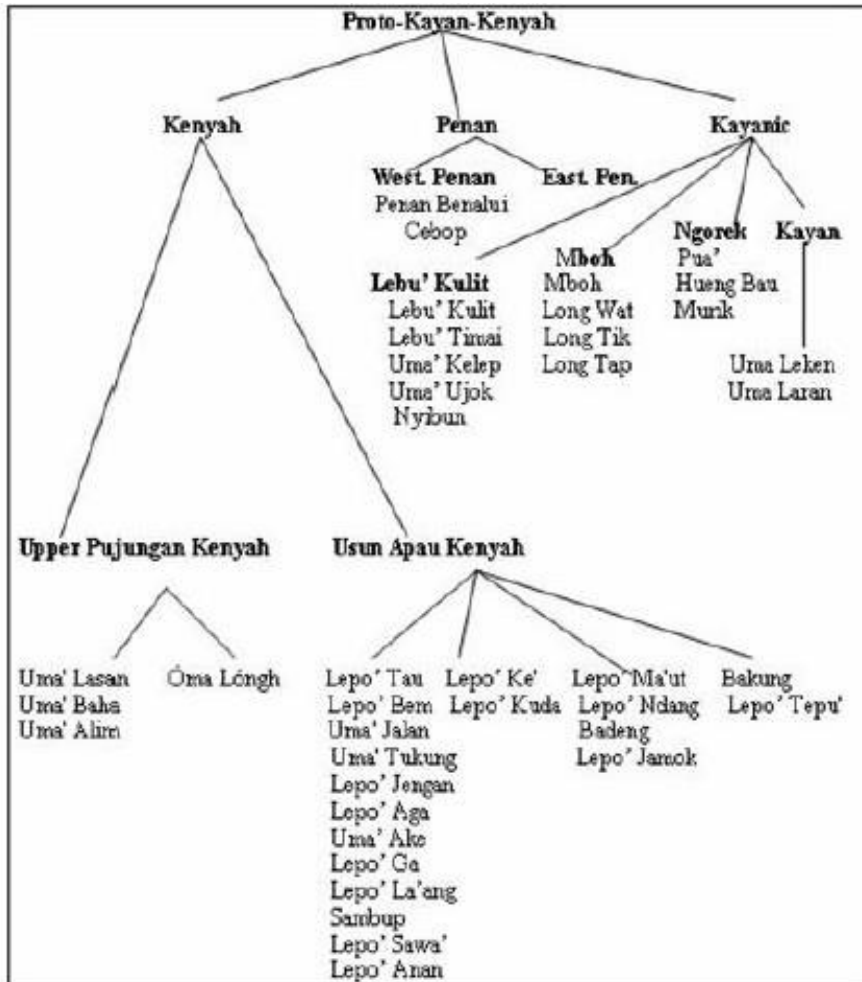 Proto-Kayan-Kenyah
Kenyah
Penan
Kayanic
West. Penan
Penan Benalui
Cebop
East. Pen.
Lebu' Kulit
Lebu' Kulit
Lebu' Timai
Uma' Kelep
Uma' Ujok
Nyibun
Mboh
Mboh
Long Wat
Long Tik
Long Tap
Ngorek
Pua'
Hueng Bau
Murik
Kayan
Uma Leken
Uma Laran
Upper Pujungan Kenyah
Uma' Lasan
Uma' Baha
Uma' Alim
Óma Lóngh
Usun Apau Kenyah
Lepo' Tau
Lepo' Bem
Uma' Jalan
Uma' Tukung
Lepo' Jengan
Lepo' Aga
Uma' Ake
Lepo' Ga
Lepo' La'ang
Sambup
Lepo' Sawa'
Lepo' Anan
Lepo' Ke'
Lepo' Kuda
Lepo' Ma'ut
Lepo' Ndang
Badeng
Lepo' Jamok
Bakung
Lepo' Tepu'